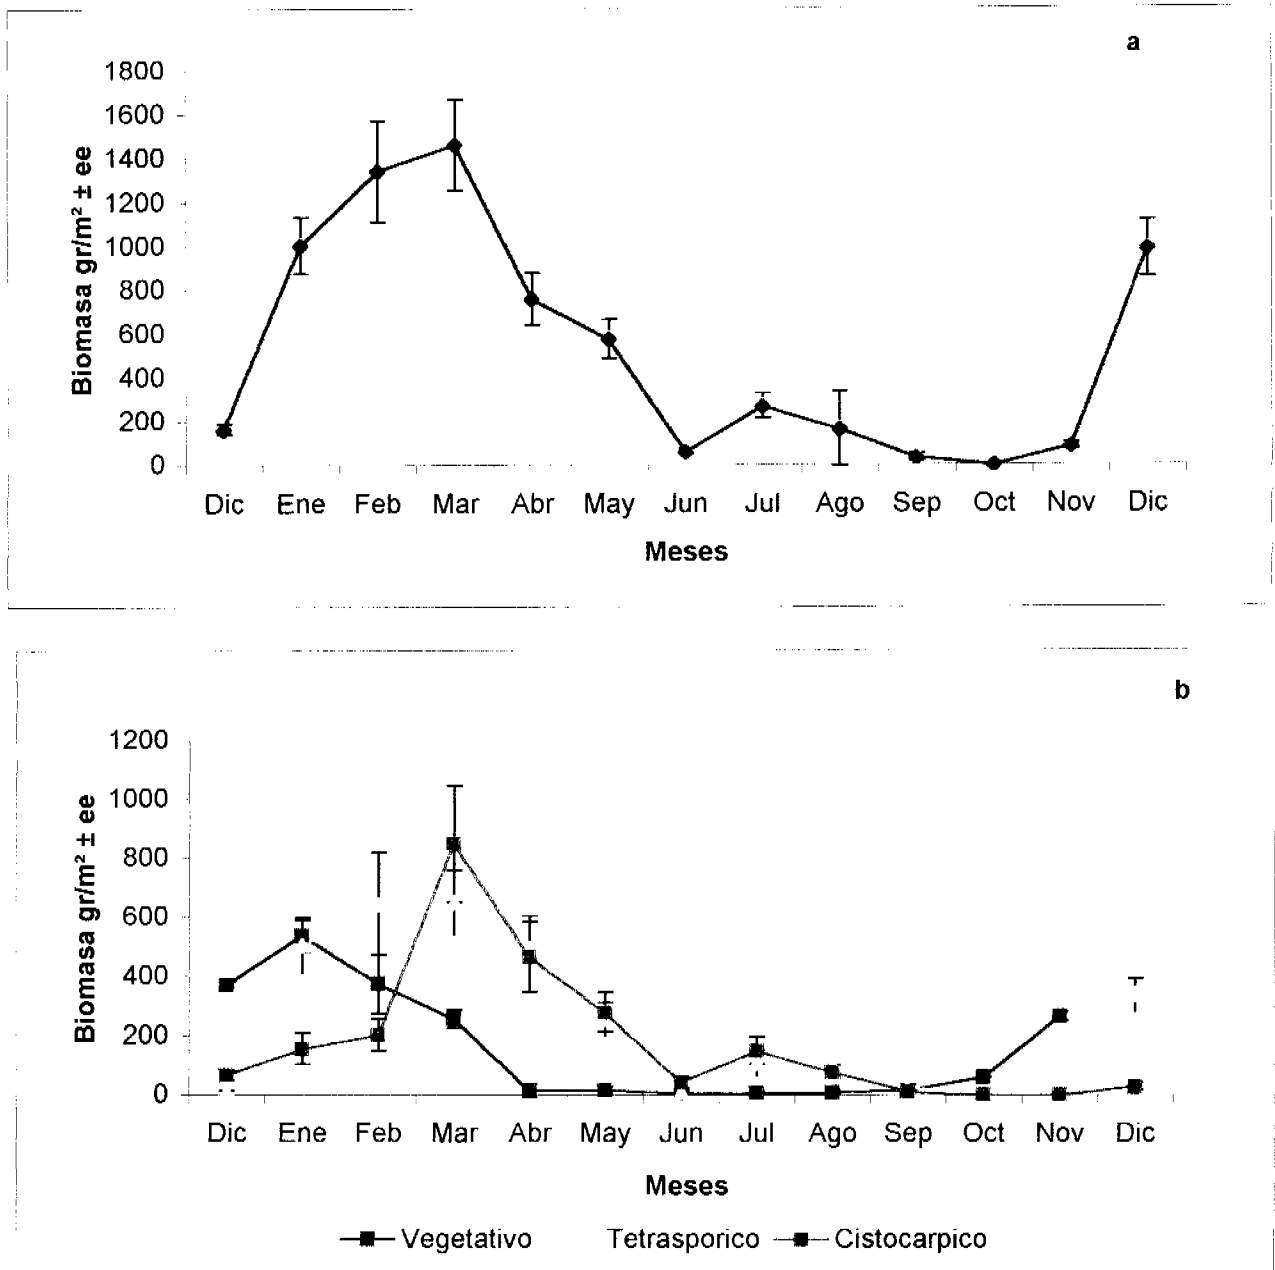 a
1800
1600
1400
1200
1000
800
600
400
200
0
Biomasa gr/m² ± ee
Dic Ene Feb Mar Abr May Jun Jul Ago Sep Oct Nov Dic
Meses
b
1200
1000
800
600
400
200
0
Biomasa gr/m² ± ee
Dic Ene Feb Mar Abr May Jun Jul Ago Sep Oct Nov Dic
Meses
Vegetativo Tetrasporico Cistocarpico